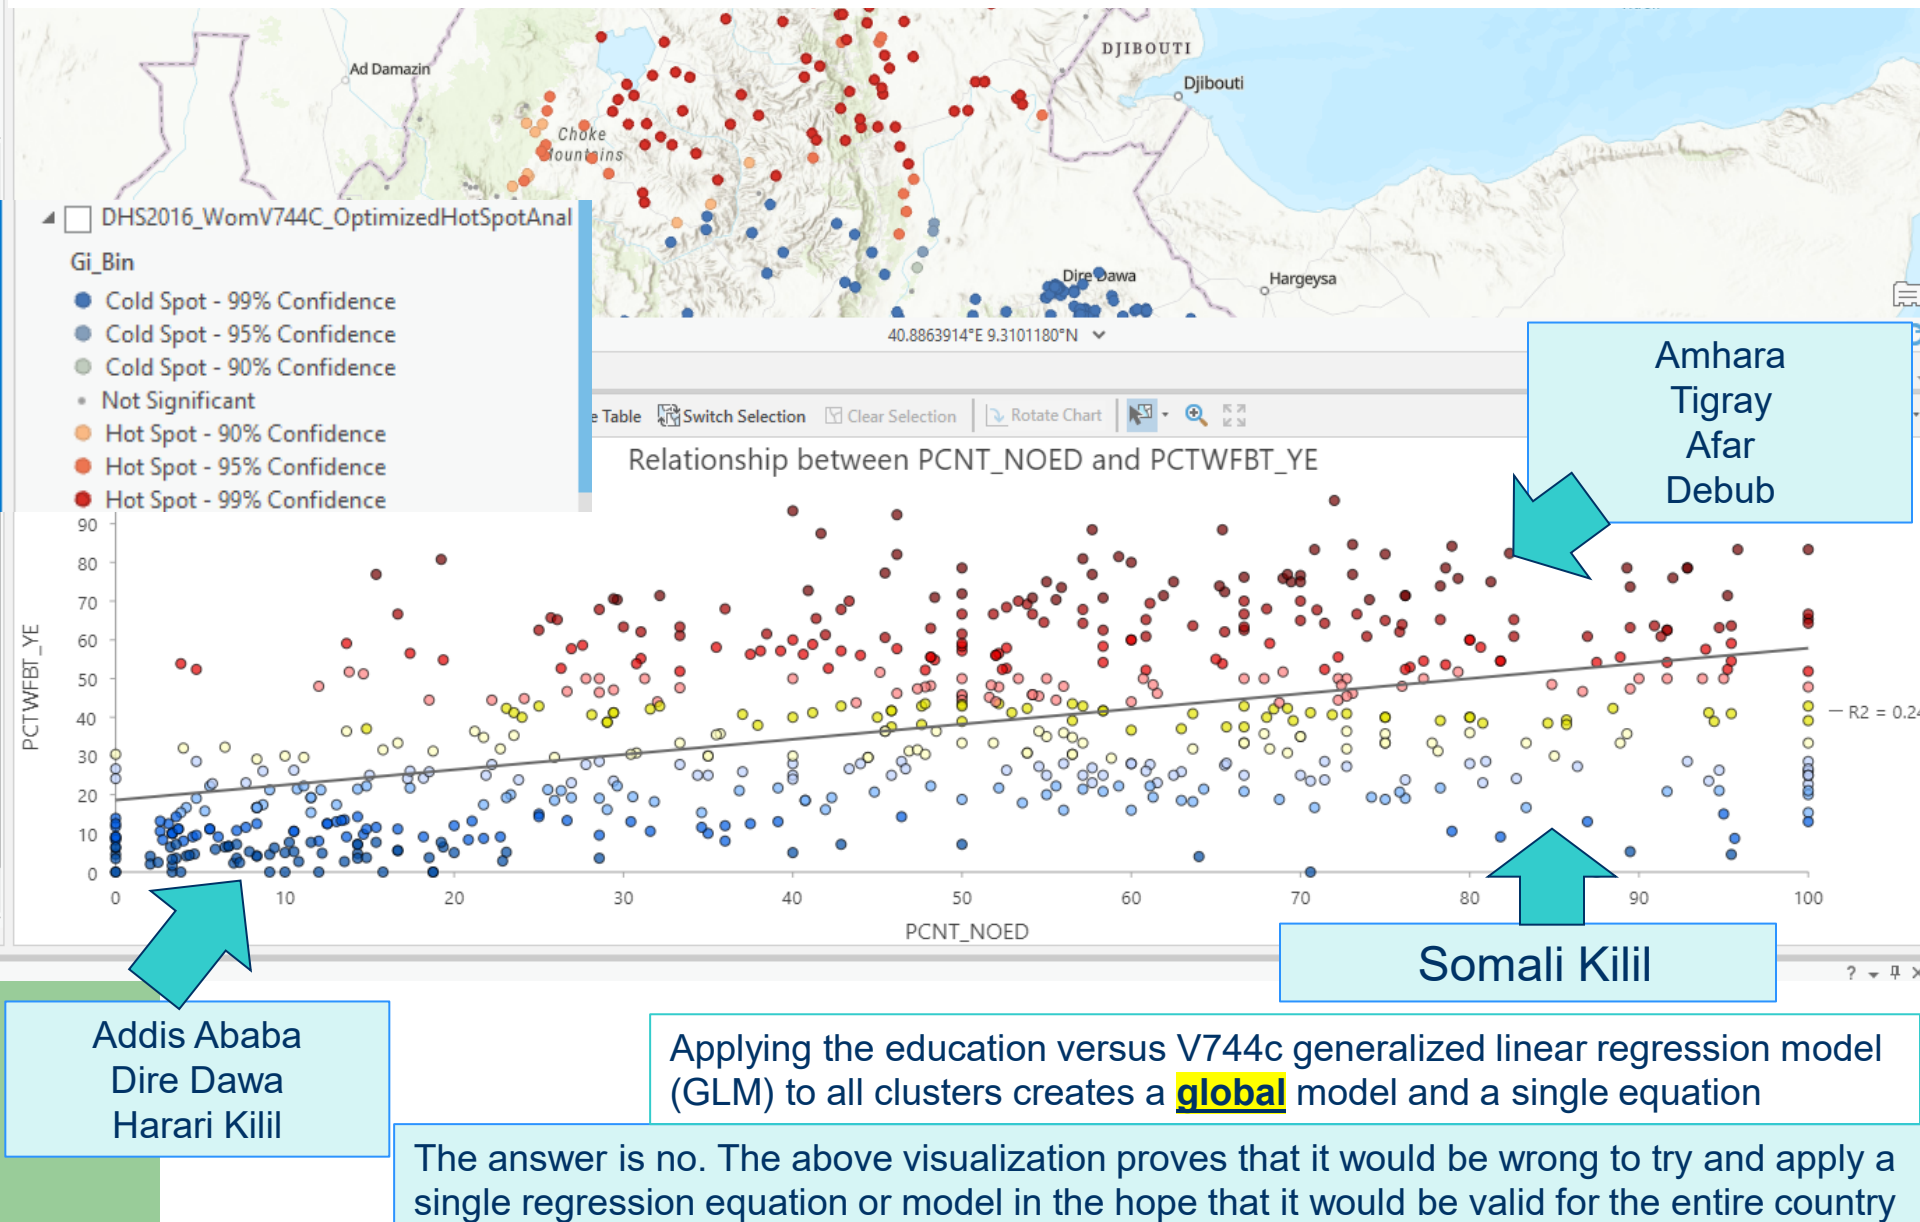 DJIBOUTI
Djibouti
Ad Damazin
Choke
Mountains
Dire Dawa
Hargeysa
DHS2016_WomV744C_OptimizedHotSpotAnal
Gi_Bin
Cold Spot - 99% Confidence
Cold Spot - 95% Confidence
Cold Spot - 90% Confidence
Not Significant
Hot Spot - 90% Confidence
Hot Spot - 95% Confidence
Hot Spot - 99% Confidence
40.8863914°E 9.3101180°N
e Table Switch Selection Clear Selection Rotate Chart
Amhara
Tigray
Afar
Debub
Relationship between PCNT_NOED and PCTWFBT_YE
PCTWFBT_YE
90
80
70
60
50
40
30
20
10
0
R2 = 0.24
0 10 20 30 40 50 60 70 80 90 100
PCNT_NOED
Somali Kilil
Addis Ababa
Dire Dawa
Harari Kilil
Applying the education versus V744c generalized linear regression model
(GLM) to all clusters creates a global model and a single equation
The answer is no. The above visualization proves that it would be wrong to try and apply a
single regression equation or model in the hope that it would be valid for the entire country